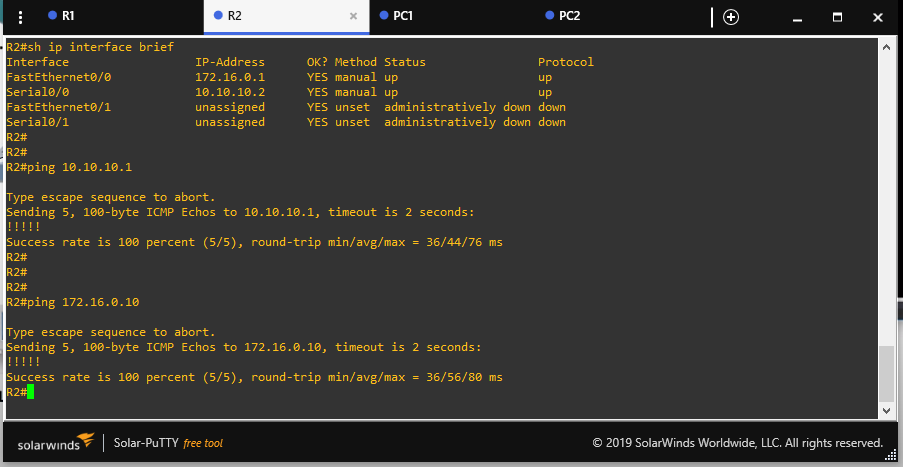 R1 R2 × PC1 PC2
R2#sh ip interface brief
Interface IP-Address OK? Method Status Protocol
FastEthernet0/0 172.16.0.1 YES manual up up
Serial0/0 10.10.10.2 YES manual up up
FastEthernet0/1 unassigned YES unset administratively down down
Serial0/1 unassigned YES unset administratively down down
R2#
R2#
R2#ping 10.10.10.1
Type escape sequence to abort.
Sending 5, 100-byte ICMP Echos to 10.10.10.1, timeout is 2 seconds:
!!!!!
Success rate is 100 percent (5/5), round-trip min/avg/max = 36/44/76 ms
R2#
R2#
R2#
R2#ping 172.16.0.10
Type escape sequence to abort.
Sending 5, 100-byte ICMP Echos to 172.16.0.10, timeout is 2 seconds:
!!!!!
Success rate is 100 percent (5/5), round-trip min/avg/max = 36/56/80 ms
R2#
solarwinds Solar-PuTTY free tool © 2019 SolarWinds Worldwide, LLC. All rights reserved.